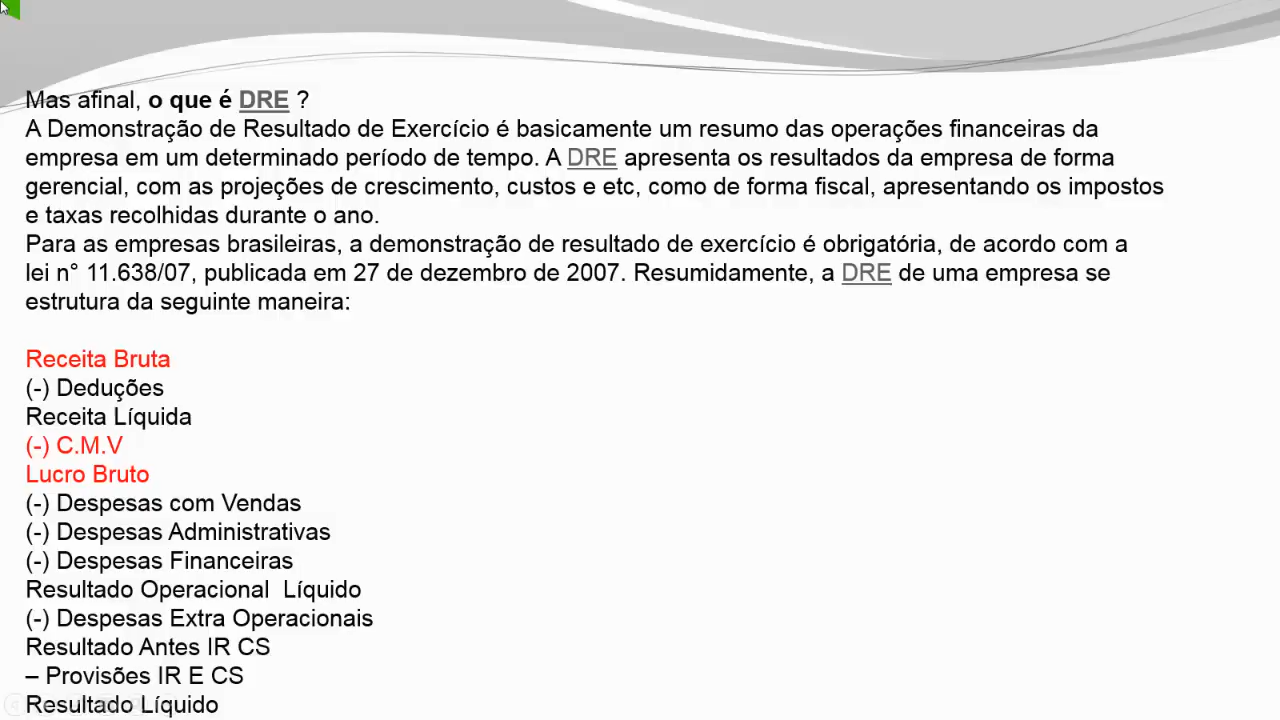 Mas afinal, o que é DRE ?
A Demonstração de Resultado de Exercício é basicamente um resumo das operações financeiras da
empresa em um determinado período de tempo. A DRE apresenta os resultados da empresa de forma
gerencial, com as projeções de crescimento, custos e etc, como de forma fiscal, apresentando os impostos
e taxas recolhidas durante o ano.
Para as empresas brasileiras, a demonstração de resultado de exercício é obrigatória, de acordo com a
lei n° 11.638/07, publicada em 27 de dezembro de 2007. Resumidamente, a DRE de uma empresa se
estrutura da seguinte maneira:
Receita Bruta
(-) Deduções
Receita Líquida
(-) C.M.V
Lucro Bruto
(-) Despesas com Vendas
(-) Despesas Administrativas
(-) Despesas Financeiras
Resultado Operacional  Líquido
(-) Despesas Extra Operacionais
Resultado Antes IR CS
– Provisões IR E CS
Resultado Líquido